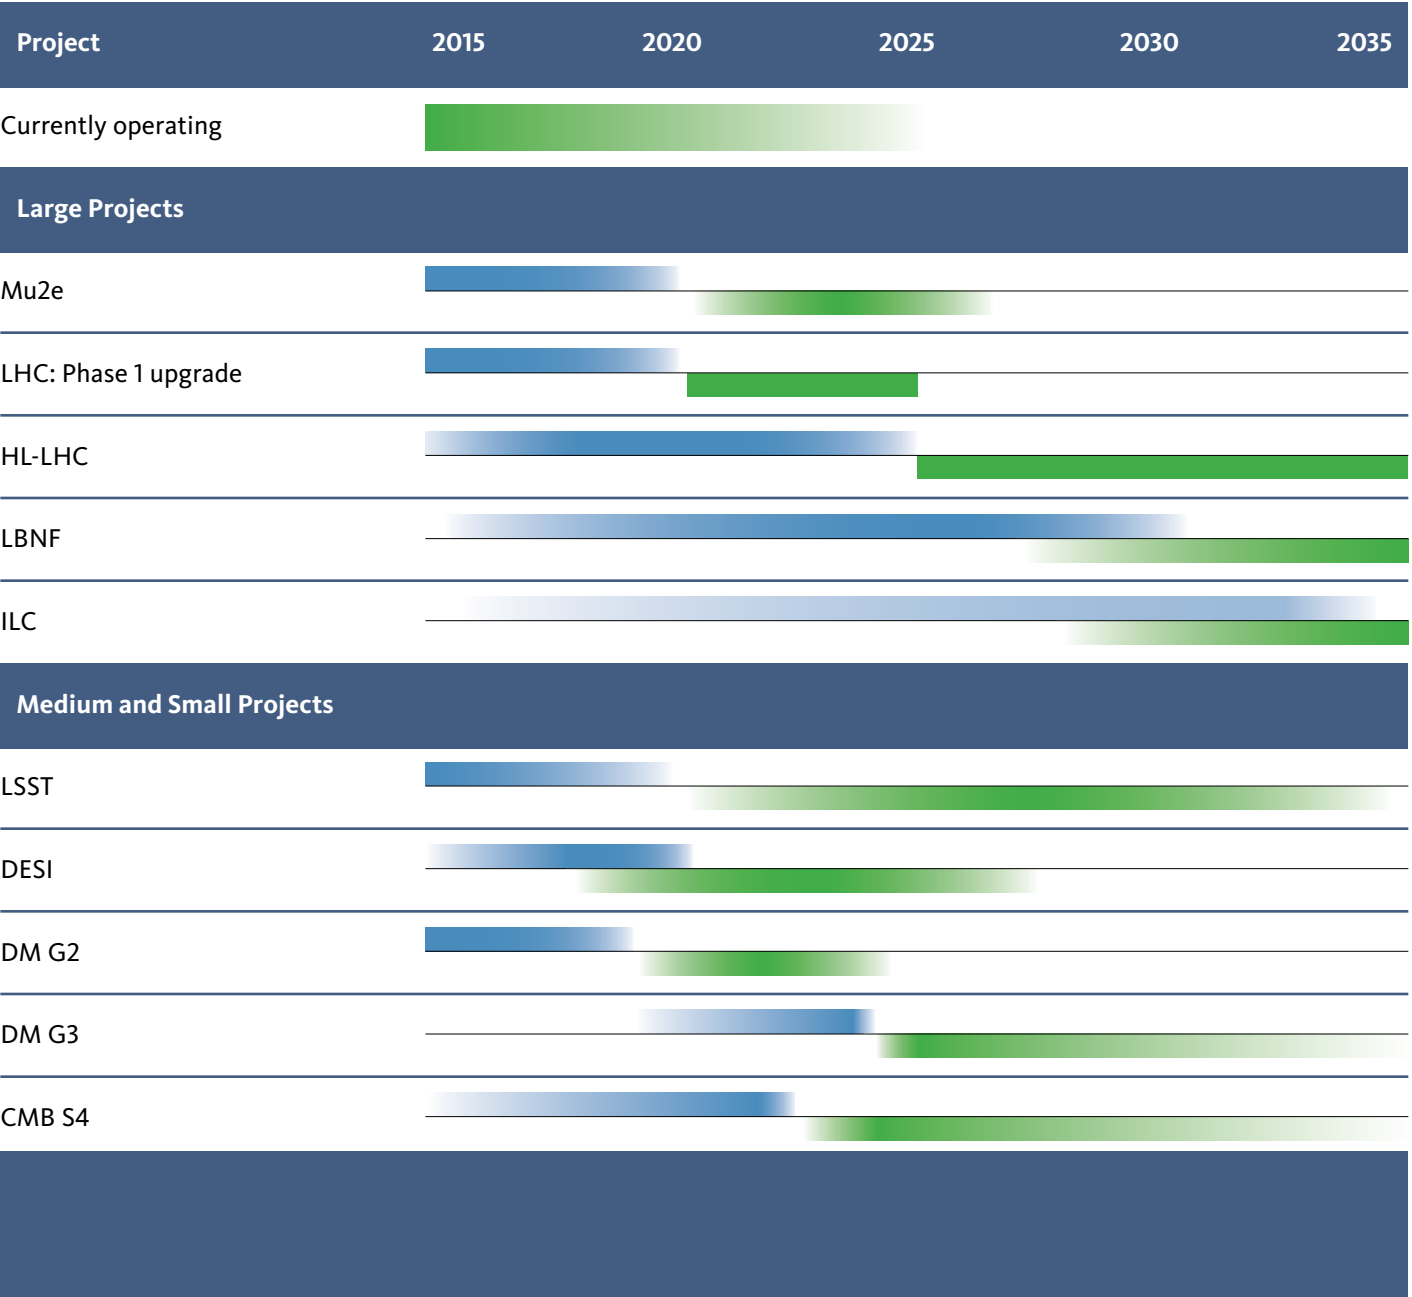 Project 2015 2020 2025 2030 2035
Currently operating
Large Projects
Mu2e
LHC: Phase 1 upgrade
HL-LHC
LBNF
ILC
Medium and Small Projects
LSST
DESI
DM G2
DM G3
CMB S4